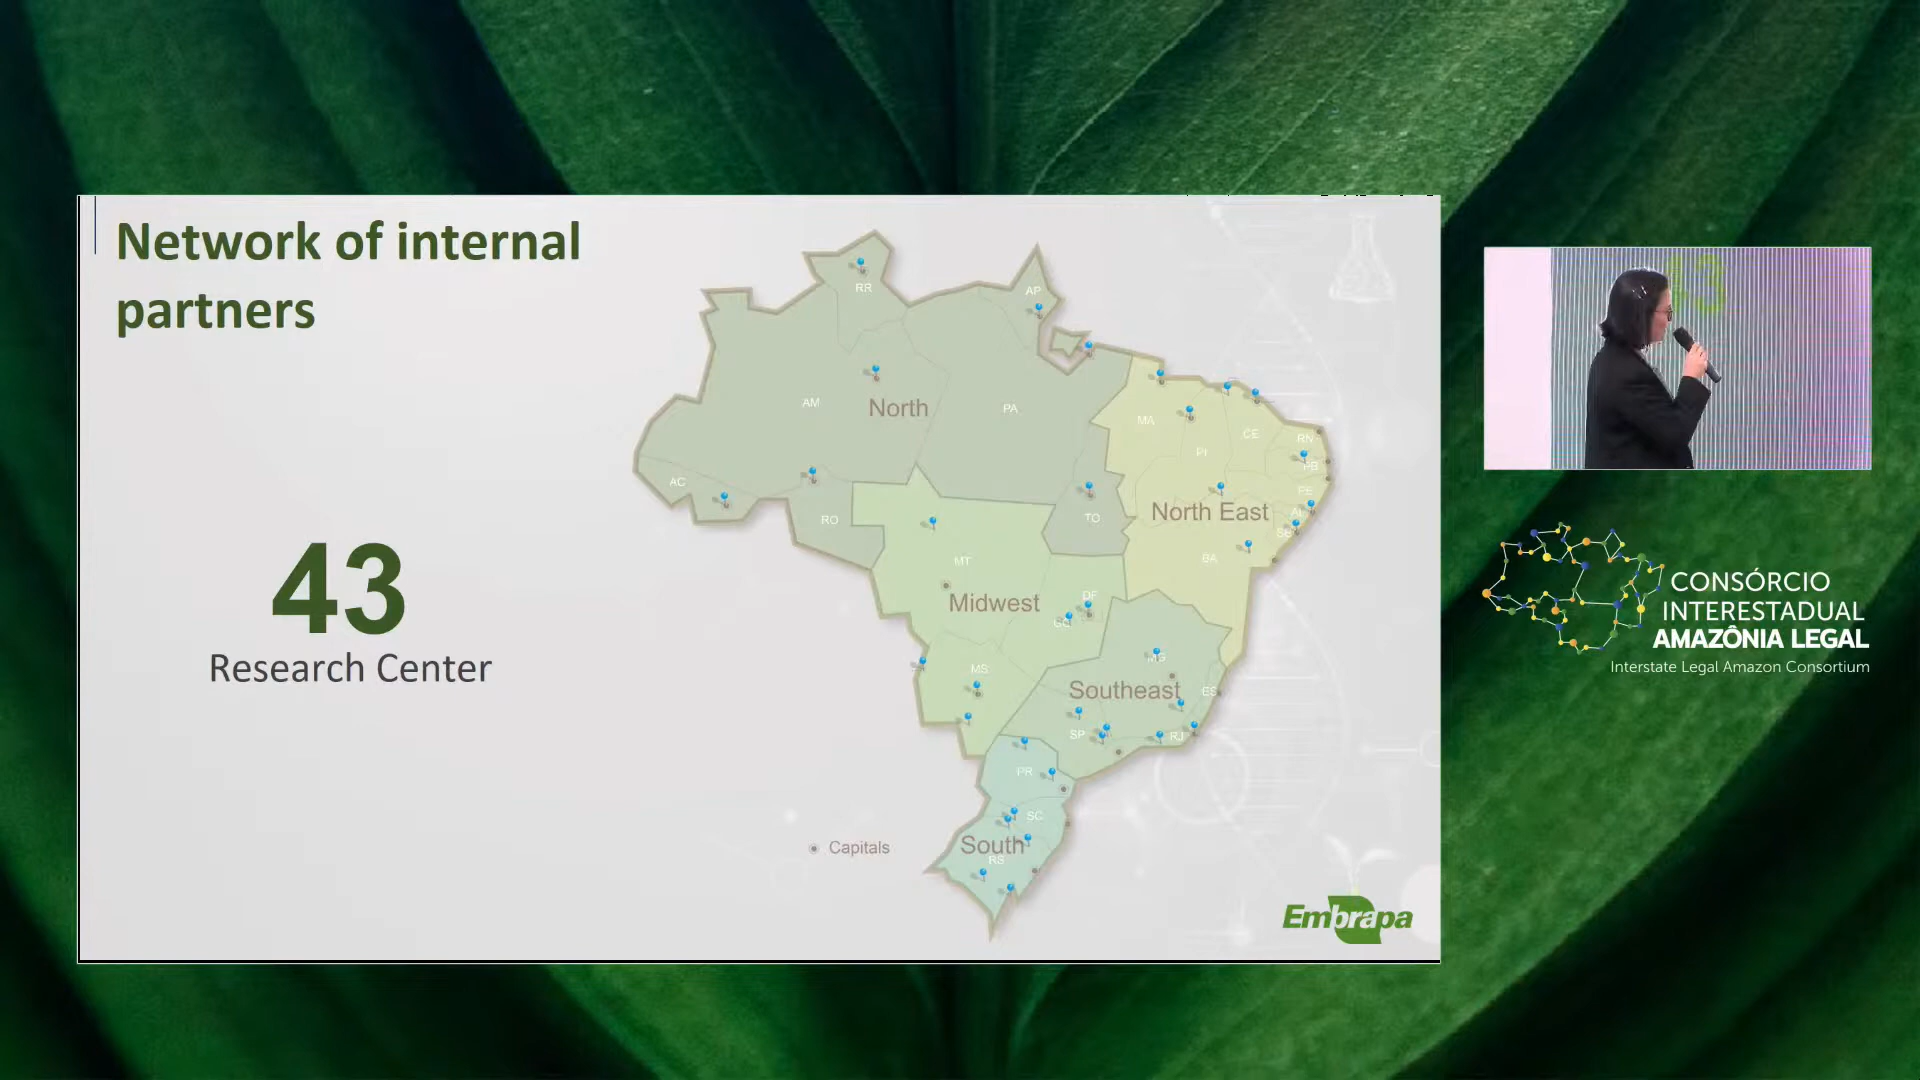 Network of internal
partners
43
Research Center
RR
AP
AM
North
PA
MA
CE
RN
PI
PB
AC
PE
North East
AL
RO
TO
SE
MT
BA
Midwest
DF
GO
MG
MS
Southeast
ES
SP
RJ
PR
SC
South
RS
Capitals
Embrapa
43
CONSÓRCIO
INTERESTADUAL
AMAZÔNIA LEGAL
Interstate Legal Amazon Consortium